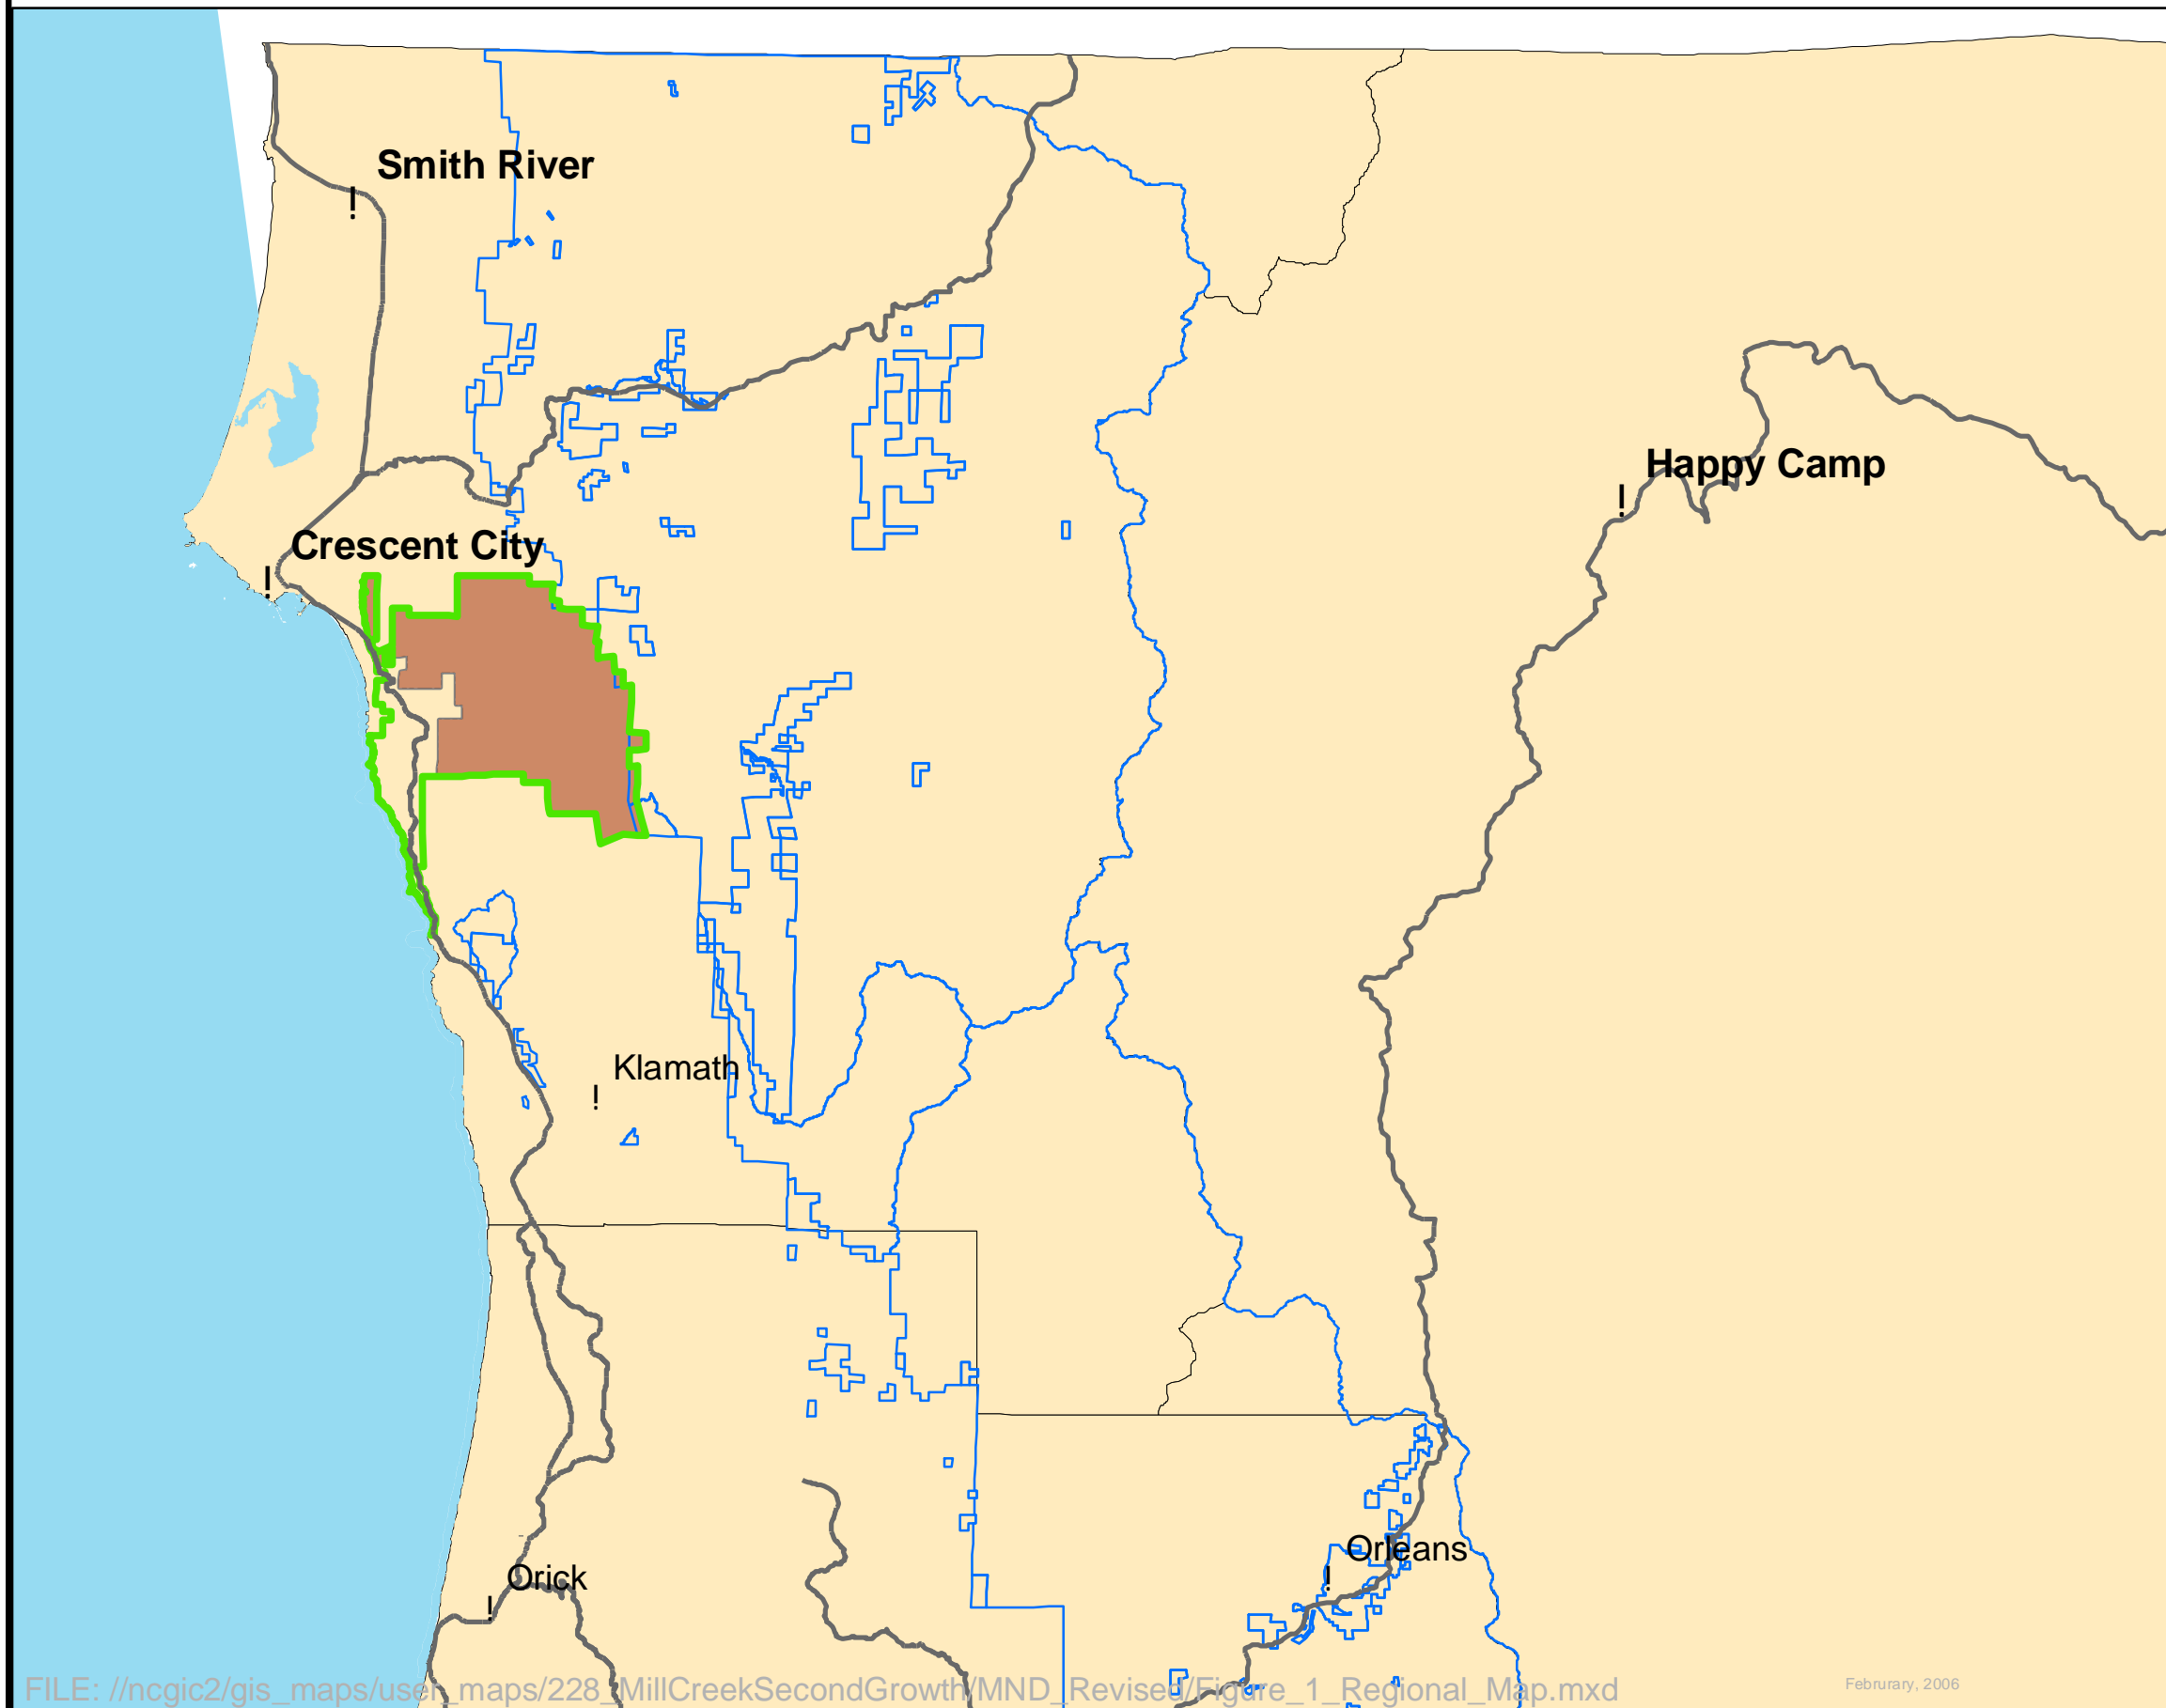 Smith River
!
Happy Camp
!
Crescent City
!
Klamath
!
Orleans
!
Orick
!
FILE: //ncgic2/gis_maps/user_maps/228_MillCreekSecondGrowth/MND_Revised/Figure_1_Regional_Map.mxd
Februrary, 2006